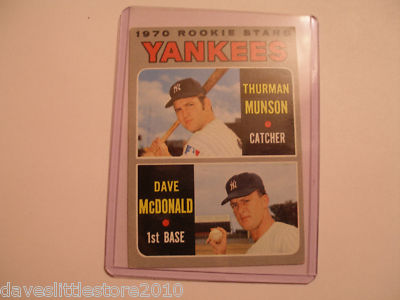 1970 ROOKIE STARS
YANKEES
THURMAN
MUNSON
CATCHER
DAVE
McDONALD
1st BASE
daveslittlestore2010